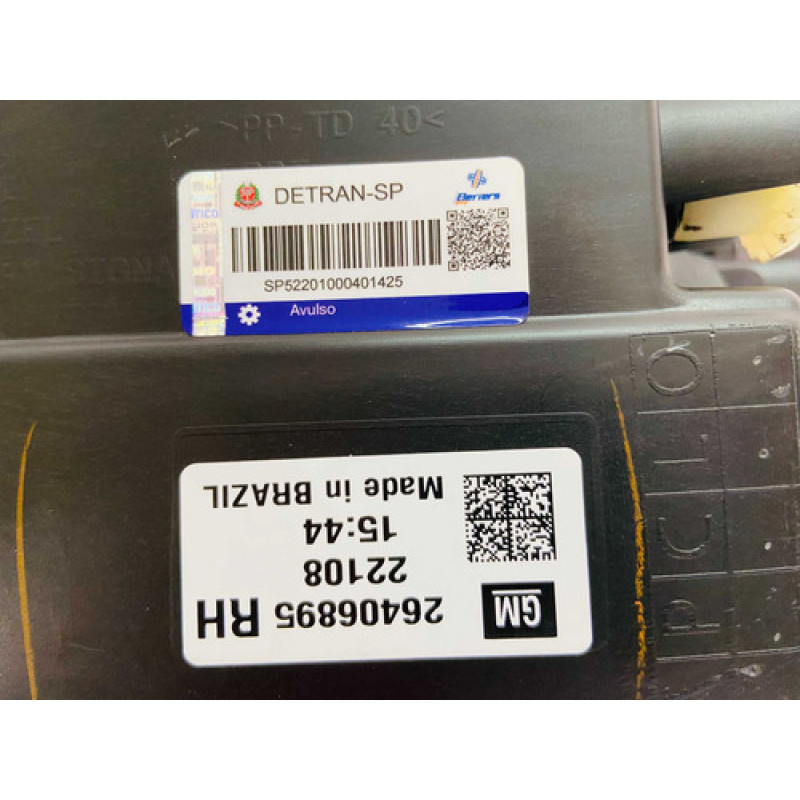 >PP-TD 40<
DETRAN-SP
SP52201000401425
Avulso
GM 26406895 RH
22108
15:44
Made in BRAZIL